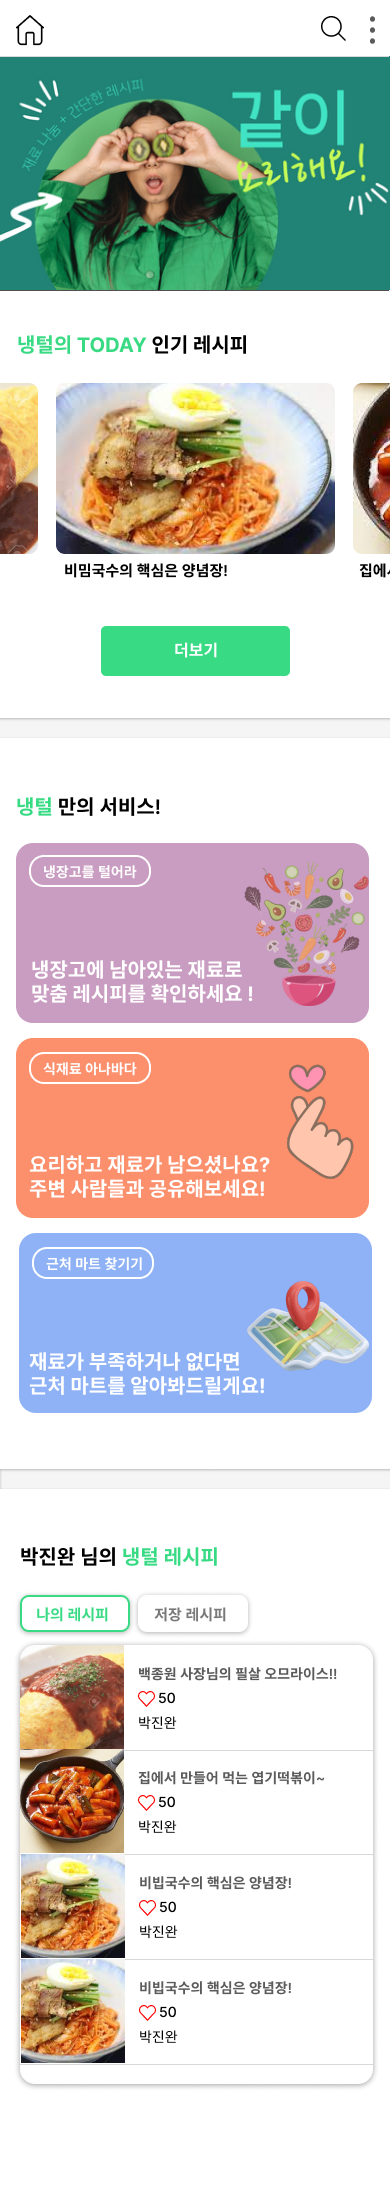 재료 나눔 + 간단한 레시피
같이
요리해요!
냉털의 TODAY 인기 레시피
비밈국수의 핵심은 양념장!
집에서
더보기
냉털 만의 서비스!
냉장고를 털어라
냉장고에 남아있는 재료로
맞춤 레시피를 확인하세요 !
식재료 아나바다
요리하고 재료가 남으셨나요?
주변 사람들과 공유해보세요!
근처 마트 찾기기
재료가 부족하거나 없다면
근처 마트를 알아봐드릴게요!
박진완 님의 냉털 레시피
나의 레시피 저장 레시피
백종원 사장님의 필살 오므라이스!!
50
박진완
집에서 만들어 먹는 엽기떡볶이~
50
박진완
비빔국수의 핵심은 양념장!
50
박진완
비빔국수의 핵심은 양념장!
50
박진완